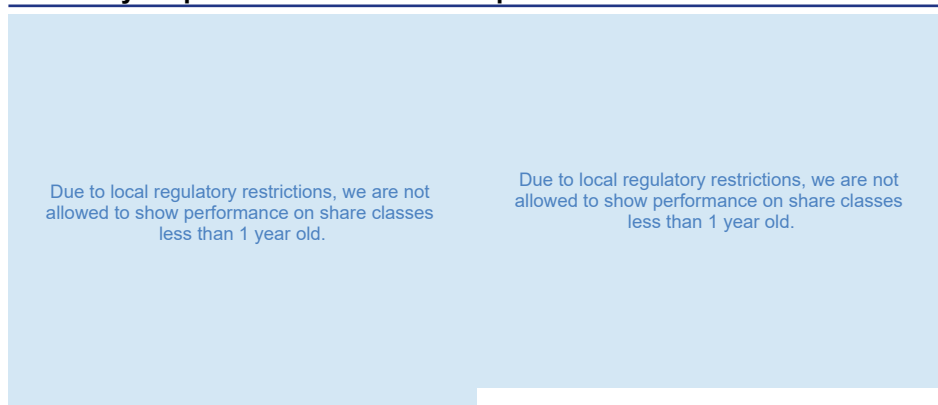 Due to local regulatory restrictions, we are not
allowed to show performance on share classes
less than 1 year old.
Due to local regulatory restrictions, we are not
allowed to show performance on share classes
less than 1 year old.